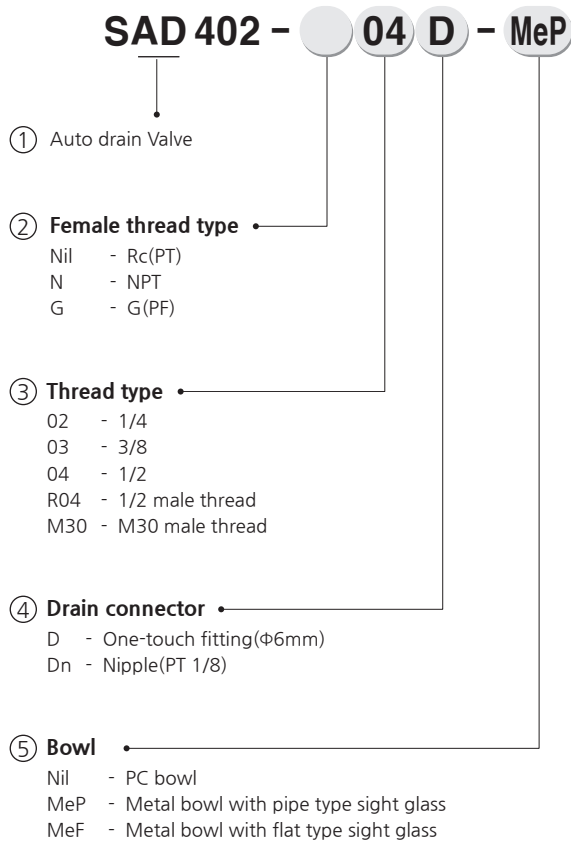 SAD 402 - 04 D - MeP
① Auto drain Valve
② Female thread type
Nil - Rc(PT)
N - NPT
G - G(PF)
③ Thread type
02 - 1/4
03 - 3/8
04 - 1/2
R04 - 1/2 male thread
M30 - M30 male thread
④ Drain connector
D - One-touch fitting(Φ6mm)
Dn - Nipple(PT 1/8)
⑤ Bowl
Nil - PC bowl
MeP - Metal bowl with pipe type sight glass
MeF - Metal bowl with flat type sight glass